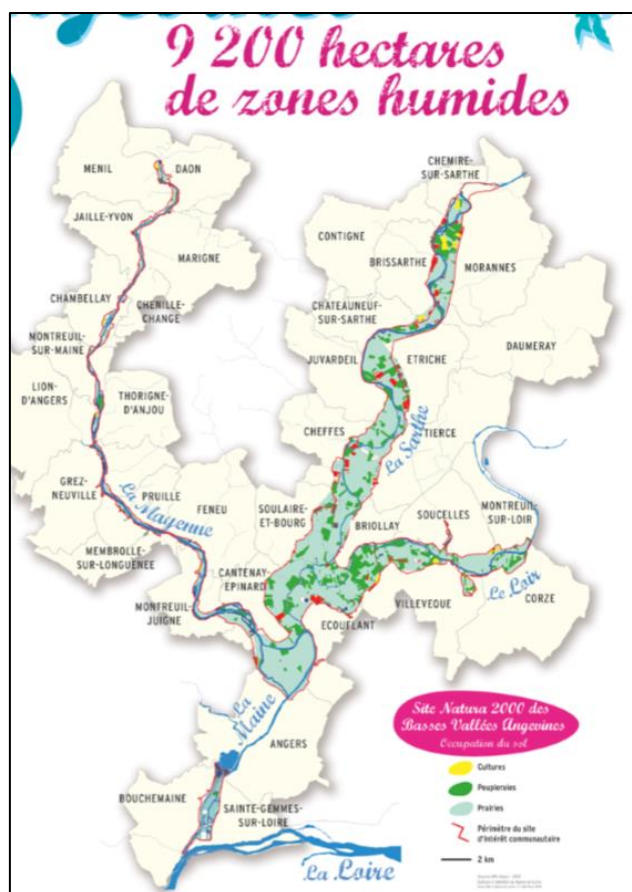 9 200 hectares
de zones humides
CHEMIRE-
SUR-SARTHE
MENIL
DAON
JAILLE-YVON
CONTIGNE
MARIGNE
BRISSARTHE
MORANNES
CHAMBELLAY
CHENILLE-
CHANGE
CHATEAUNEUF-
SUR-SARTHE
MONTREUIL-
SUR-MAINE
DAUMERAY
JUVARDEIL
ETRICHE
LION-
D'ANGERS
THORIGNE-
D'ANJOU
CHEFFES
TIERCE
La Sarthe
GREZ-
NEUVILLE
PRUILLE
La Mayenne
FENEU
SOULAIRE-
ET-BOURG
BRIOLLAY
SOUCELLES
MONTREUIL-
SUR-LOIR
MEMBROLLE-
SUR-LONGUENEE
CANTENAY-
EPINARD
Le Loir
CORZE
MONTREUIL-
JUIGNE
VILLEVEQUE
ECOUFLANT
La
Maine
ANGERS
BOUCHEMAINE
SAINTE-GEMMES-
SUR-LOIRE
La Loire
Site Natura 2000 des
Basses Vallées Angevines
Occupation du sol
Cultures
Peupleraies
Prairies
Périmètre du site
d'intérêt communautaire
2 km